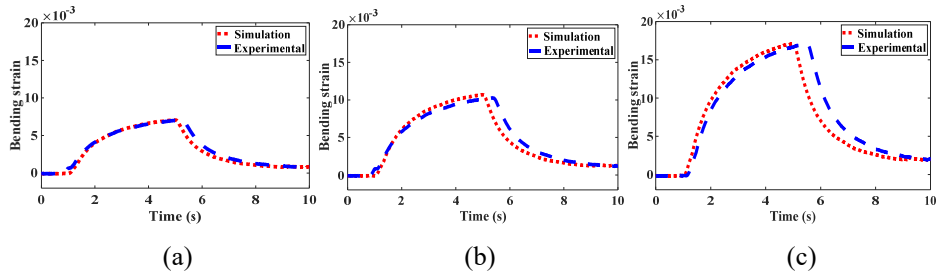 ×10⁻³
20
15
10
5
0
Bending strain
Simulation
Experimental
0 2 4 6 8 10
Time (s)
(a)
×10⁻³
20
15
10
5
0
Bending strain
Simulation
Experimental
0 2 4 6 8 10
Time (s)
(b)
×10⁻³
20
15
10
5
0
Bending strain
Simulation
Experimental
0 2 4 6 8 10
Time (s)
(c)